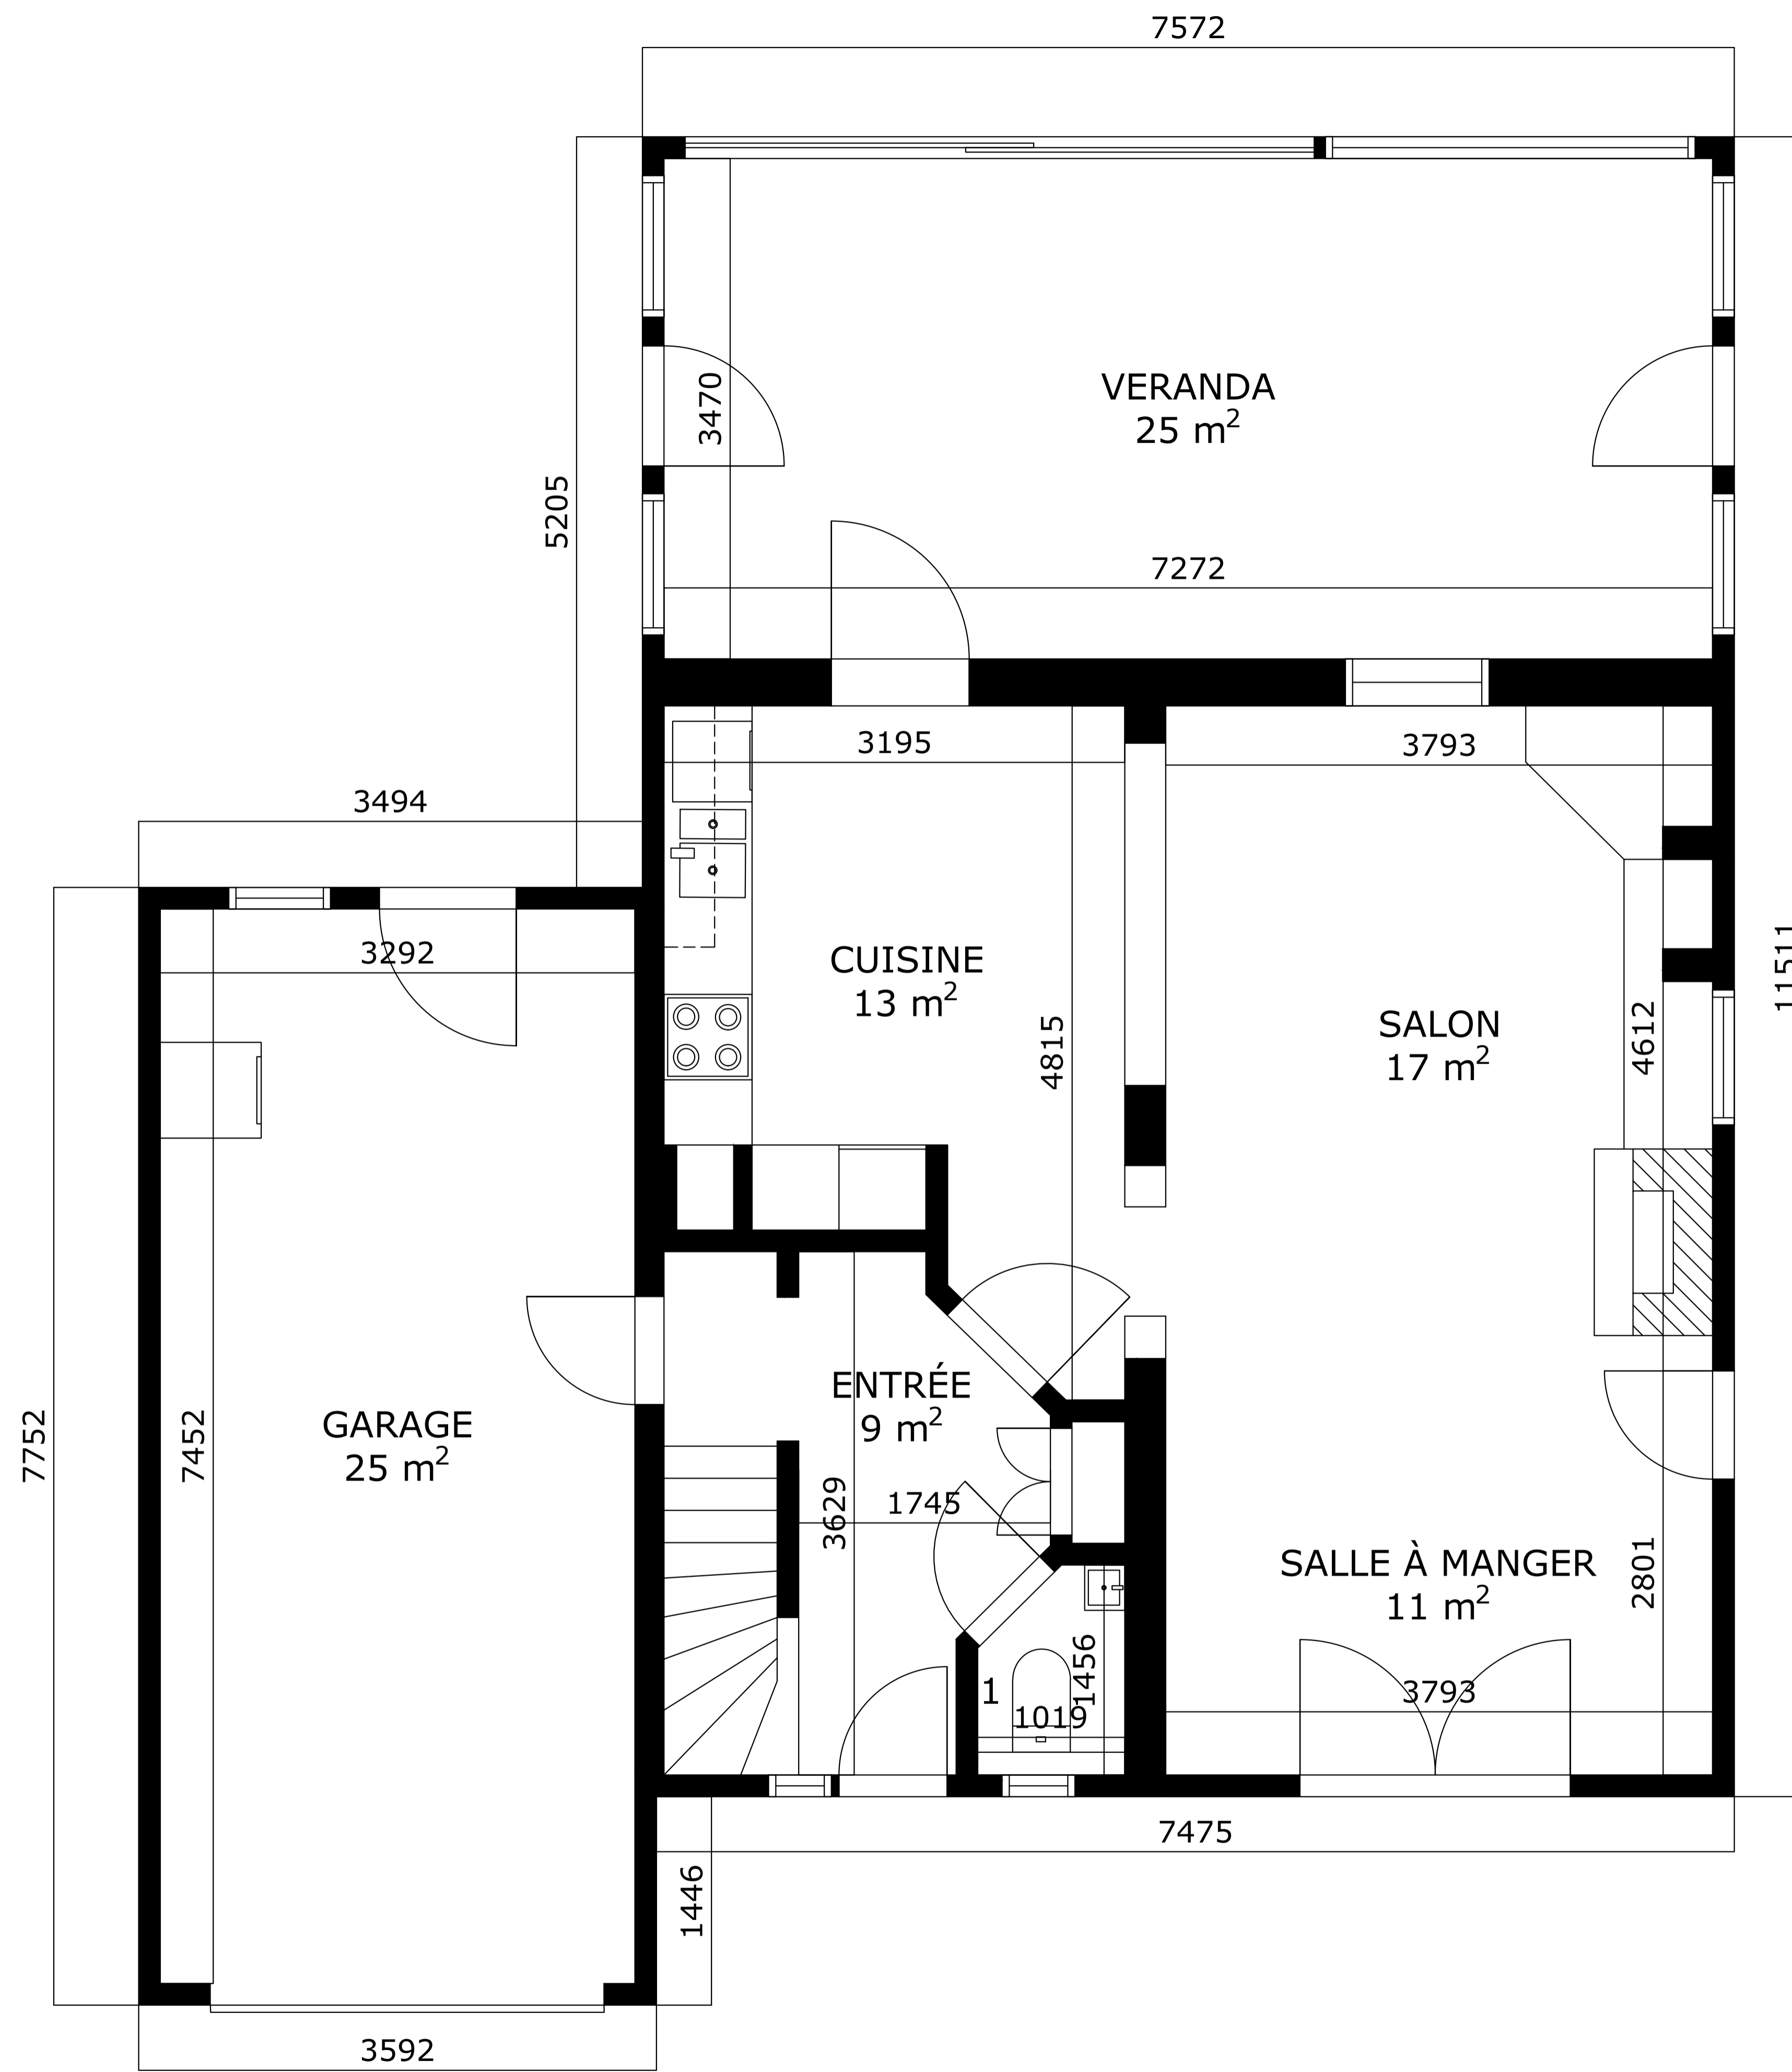 7572
VERANDA
25 m²
3470
5205
7272
3195
3793
3494
3292
CUISINE
13 m²
SALON
17 m²
4815
4612
11511
ENTRÉE
9 m²
GARAGE
25 m²
7752
7452
3629
1745
SALLE À MANGER
11 m²
2801
1456
1
1019
3793
7475
1446
3592